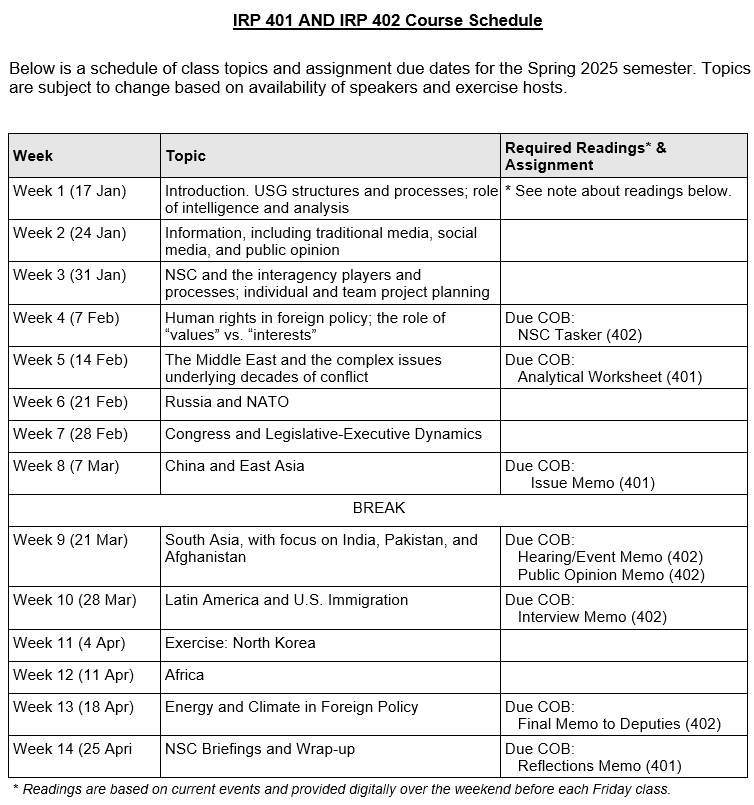 IRP 401 AND IRP 402 Course Schedule
Below is a schedule of class topics and assignment due dates for the Spring 2025 semester. Topics
are subject to change based on availability of speakers and exercise hosts.
Week
Topic
Required Readings* &
Assignment
Week 1 (17 Jan)
Introduction. USG structures and processes; role
of intelligence and analysis
* See note about readings below.
Week 2 (24 Jan)
Information, including traditional media, social
media, and public opinion
Week 3 (31 Jan)
NSC and the interagency players and
processes; individual and team project planning
Week 4 (7 Feb)
Human rights in foreign policy; the role of
“values” vs. “interests”
Due COB:
NSC Tasker (402)
Week 5 (14 Feb)
The Middle East and the complex issues
underlying decades of conflict
Due COB:
Analytical Worksheet (401)
Week 6 (21 Feb)
Russia and NATO
Week 7 (28 Feb)
Congress and Legislative-Executive Dynamics
Week 8 (7 Mar)
China and East Asia
Due COB:
Issue Memo (401)
BREAK
Week 9 (21 Mar)
South Asia, with focus on India, Pakistan, and
Afghanistan
Due COB:
Hearing/Event Memo (402)
Public Opinion Memo (402)
Week 10 (28 Mar)
Latin America and U.S. Immigration
Due COB:
Interview Memo (402)
Week 11 (4 Apr)
Exercise: North Korea
Week 12 (11 Apr)
Africa
Week 13 (18 Apr)
Energy and Climate in Foreign Policy
Due COB:
Final Memo to Deputies (402)
Week 14 (25 Apri
NSC Briefings and Wrap-up
Due COB:
Reflections Memo (401)
* Readings are based on current events and provided digitally over the weekend before each Friday class.